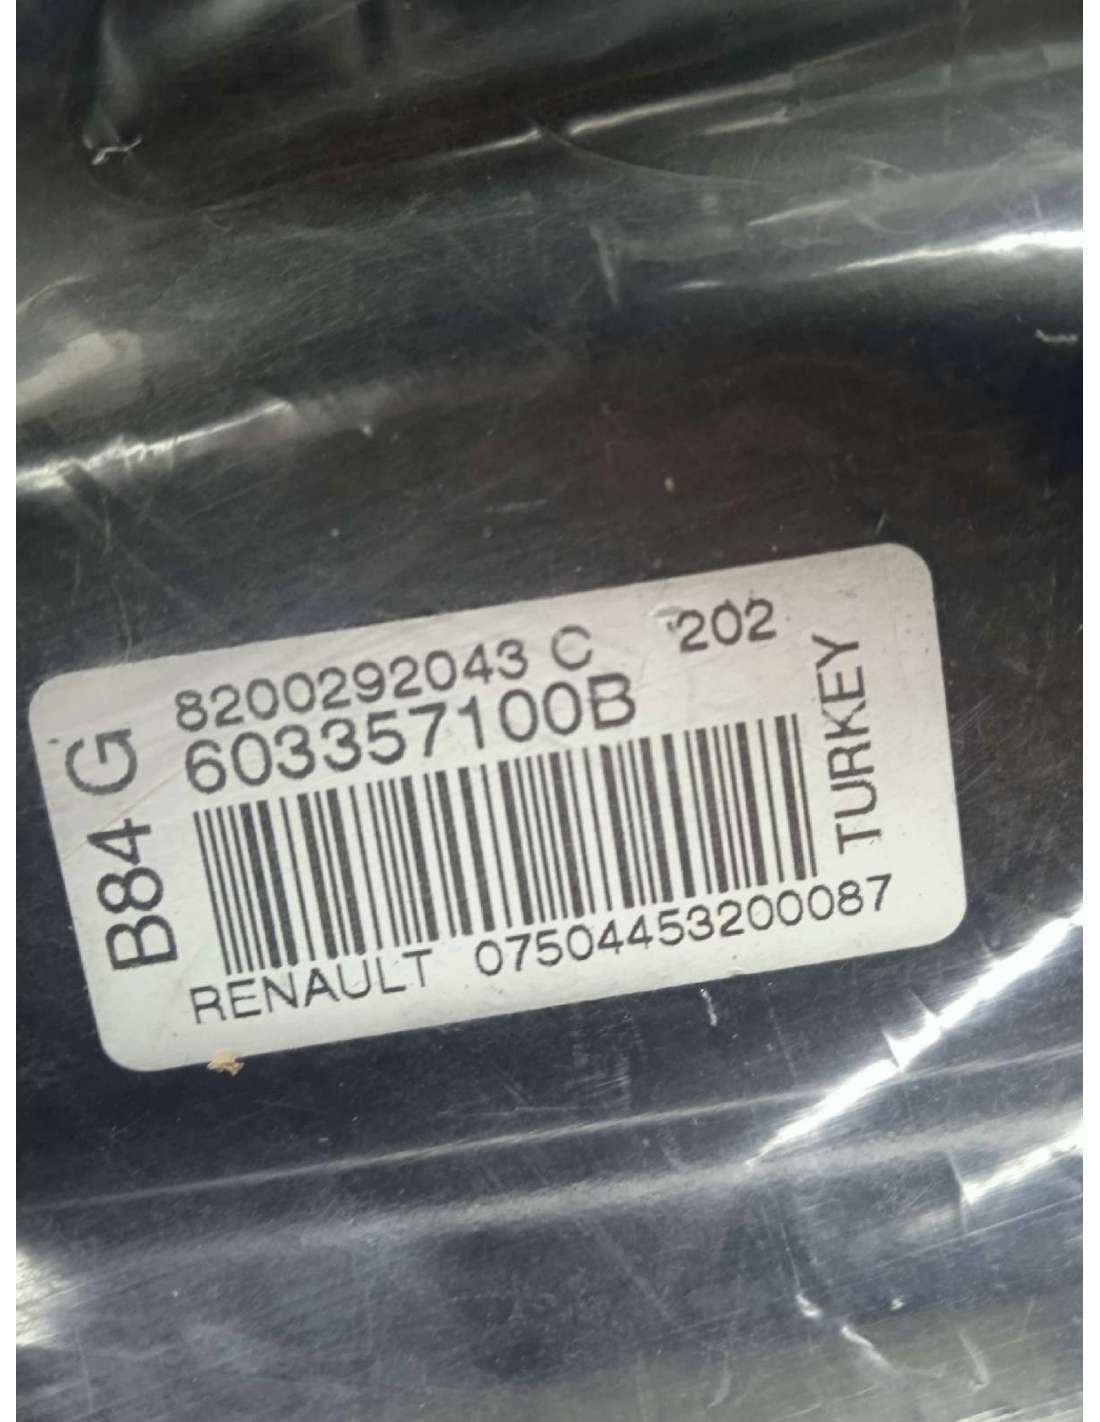 8200292043 C 202
603357100B
B84 G
TURKEY
RENAULT 07504453200087